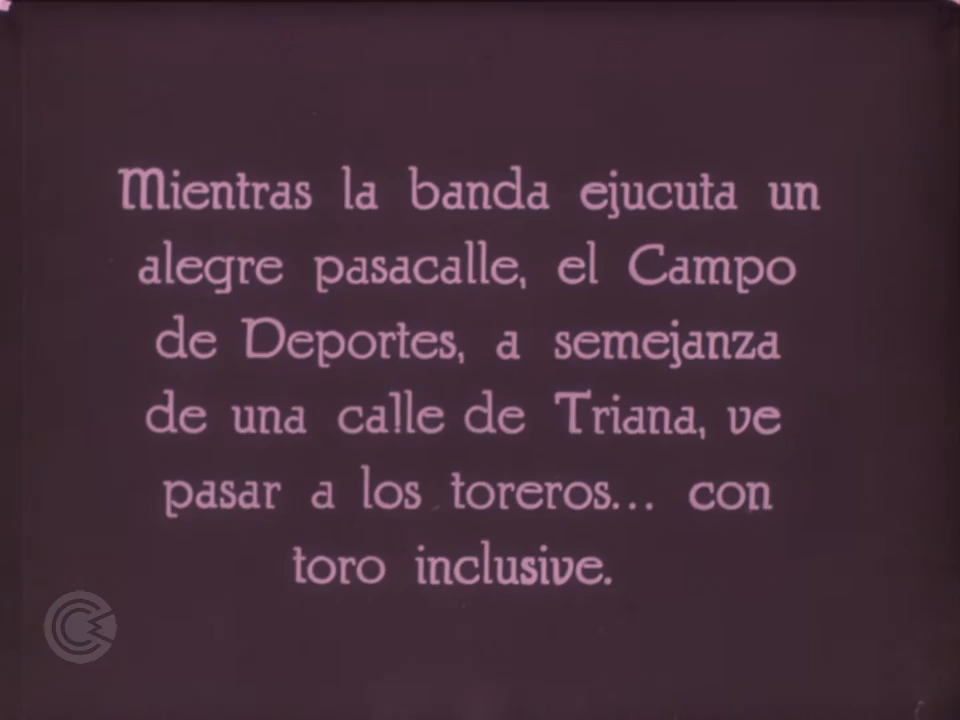 Mientras la banda ejucuta un
alegre pasacalle, el Campo
de Deportes, a semejanza
de una calle de Triana, ve
pasar a los toreros... con
toro inclusive.